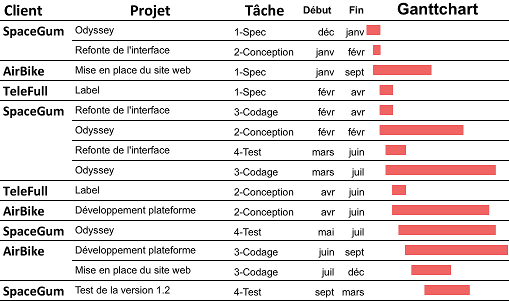 Client Projet Tâche Début Fin Ganttchart
SpaceGum Odyssey 1-Spec déc janv
Refonte de l'interface 2-Conception janv févr
AirBike Mise en place du site web 1-Spec janv sept
TeleFull Label 1-Spec févr avr
SpaceGum Refonte de l'interface 3-Codage févr avr
Odyssey 2-Conception févr févr
Refonte de l'interface 4-Test mars juin
Odyssey 3-Codage mars juil
TeleFull Label 2-Conception avr juin
AirBike Développement plateforme 2-Conception avr juin
SpaceGum Odyssey 4-Test mai juil
AirBike Développement plateforme 3-Codage juin sept
Mise en place du site web 3-Codage juil déc
SpaceGum Test de la version 1.2 4-Test sept mars